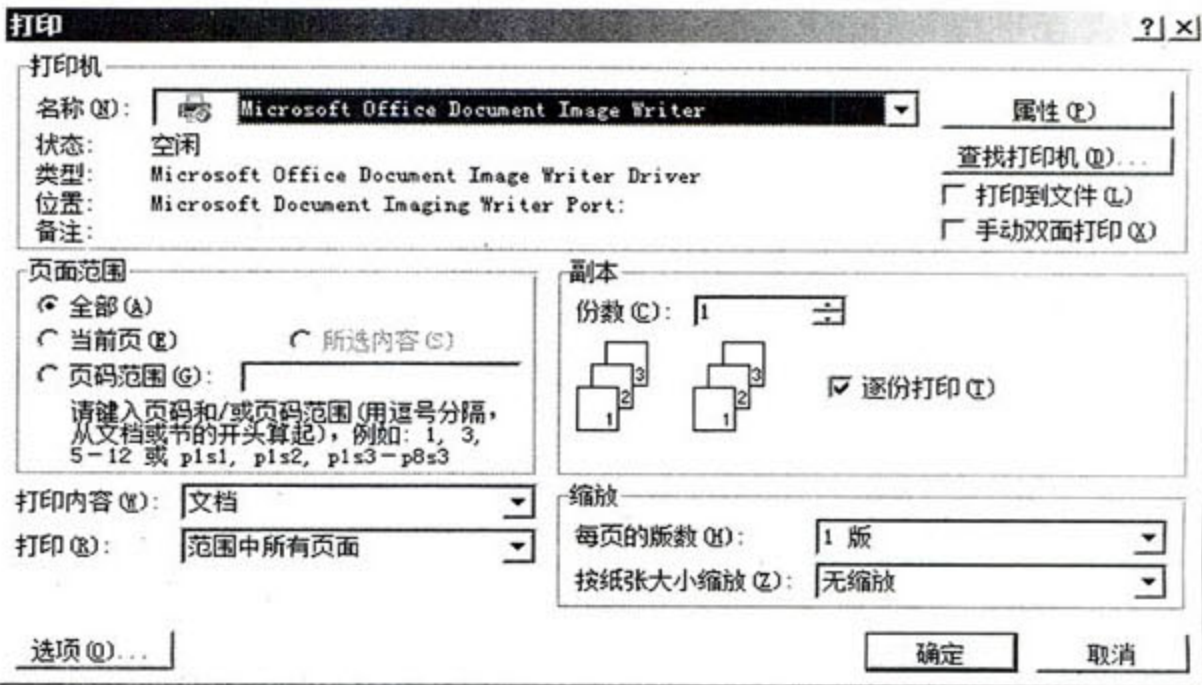 打印
打印机
名称(N): Microsoft Office Document Image Writer 属性(P)
状态: 空闲 查找打印机(D)...
类型: Microsoft Office Document Image Writer Driver
位置: Microsoft Document Imaging Writer Port: 打印到文件(L)
备注: 手动双面打印(X)
页面范围
全部(A)
当前页(E) 所选内容(S)
页码范围(G):
请键入页码和/或页码范围(用逗号分隔,
从文档或节的开头算起), 例如: 1, 3,
5-12 或 p1s1, p1s2, p1s3-p8s3
副本
份数(C): 1
1 2 3 1 2 3 逐份打印(T)
打印内容(W): 文档
打印(R): 范围中所有页面
缩放
每页的版数(H): 1 版
按纸张大小缩放(Z): 无缩放
选项(O)... 确定 取消